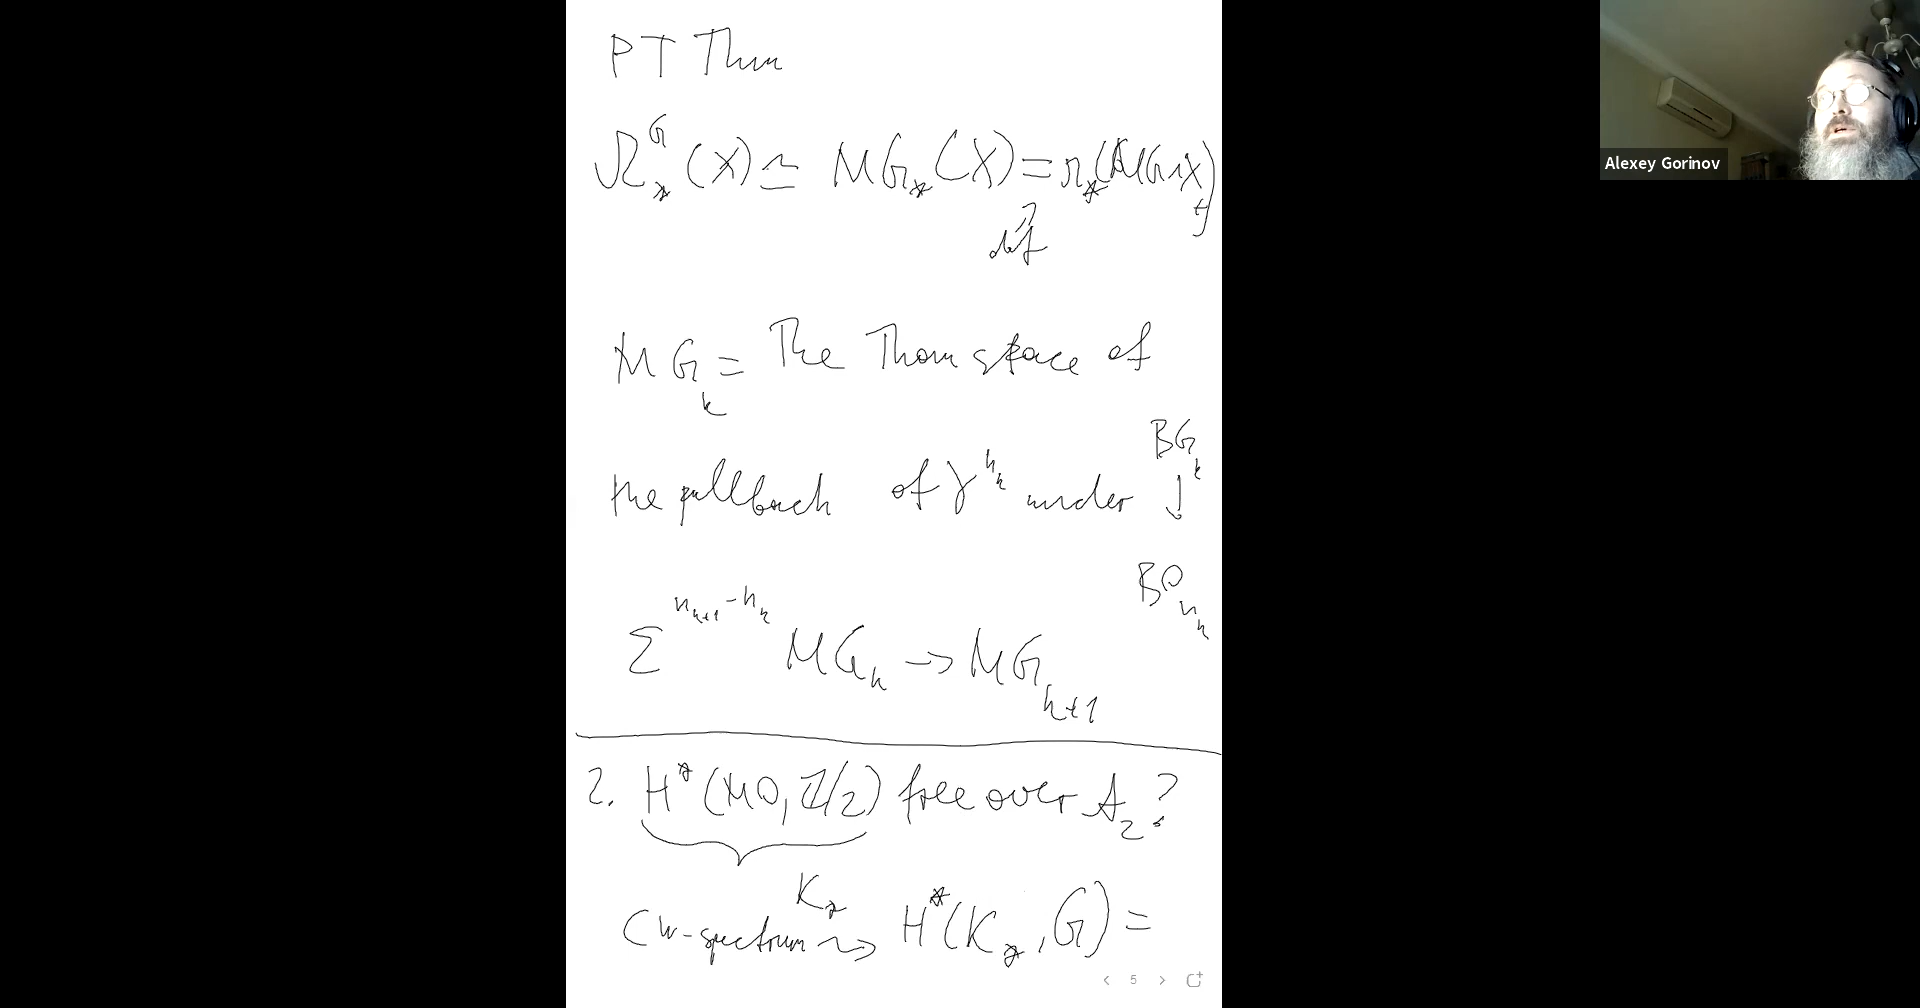 PT Thm
Ω_*^G (X) ≃ MG_*(X) = π_*(MG∧X_+)
def
MG_k = The Thom space of
the pullback of γ^{n_k} under BG_k ↓ BO_{n_k}
Σ^{n_{k+1} - n_k} MG_k → MG_{k+1}
2. H^*(MO, Z/2) free over A_2?
K_*
CW-spectrum ⇝ H^*(K_*, G) =
< 5 >
Alexey Gorinov